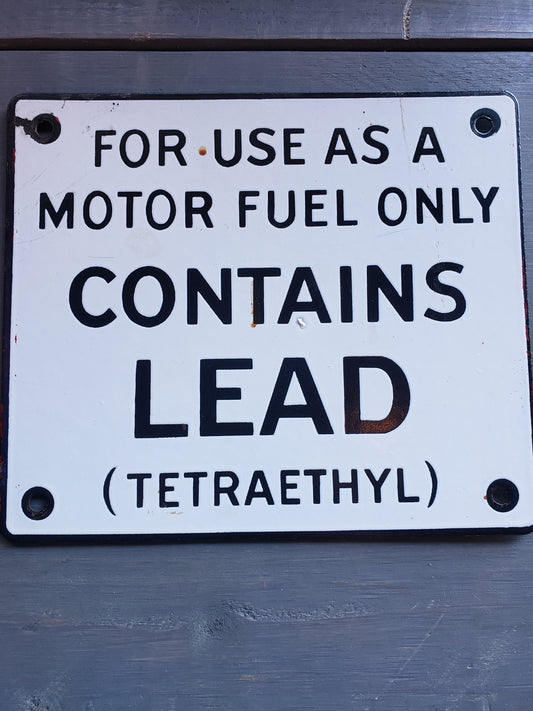 FOR USE AS A
MOTOR FUEL ONLY
CONTAINS
LEAD
(TETRAETHYL)